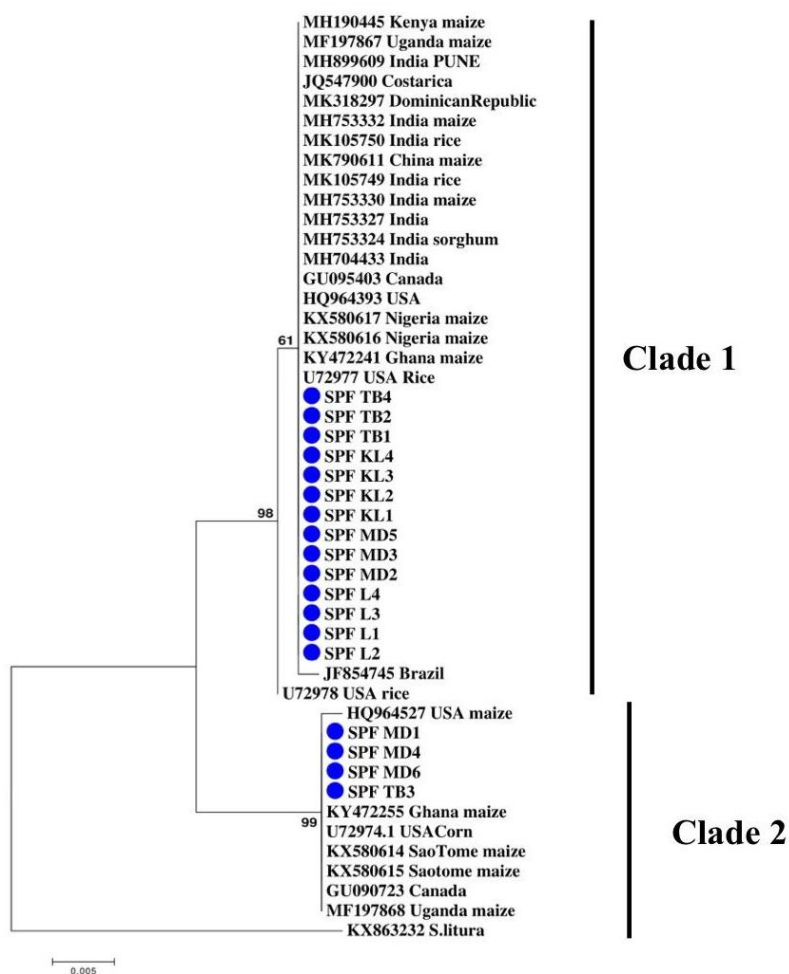 MH190445 Kenya maize
MF197867 Uganda maize
MH899609 India PUNE
JQ547900 Costarica
MK318297 DominicanRepublic
MH753332 India maize
MK105750 India rice
MK790611 China maize
MK105749 India rice
MH753330 India maize
MH753327 India
MH753324 India sorghum
MH704433 India
GU095403 Canada
HQ964393 USA
KX580617 Nigeria maize
KX580616 Nigeria maize
61
KY472241 Ghana maize
Clade 1
U72977 USA Rice
SPF TB4
SPF TB2
SPF TB1
SPF KL4
SPF KL3
SPF KL2
SPF KL1
98
SPF MD5
SPF MD3
SPF MD2
SPF L4
SPF L3
SPF L1
SPF L2
JF854745 Brazil
U72978 USA rice
HQ964527 USA maize
SPF MD1
SPF MD4
SPF MD6
SPF TB3
KY472255 Ghana maize
99
U72974.1 USACorn
Clade 2
KX580614 SaoTome maize
KX580615 Saotome maize
GU090723 Canada
MF197868 Uganda maize
KX863232 S.litura
0.005